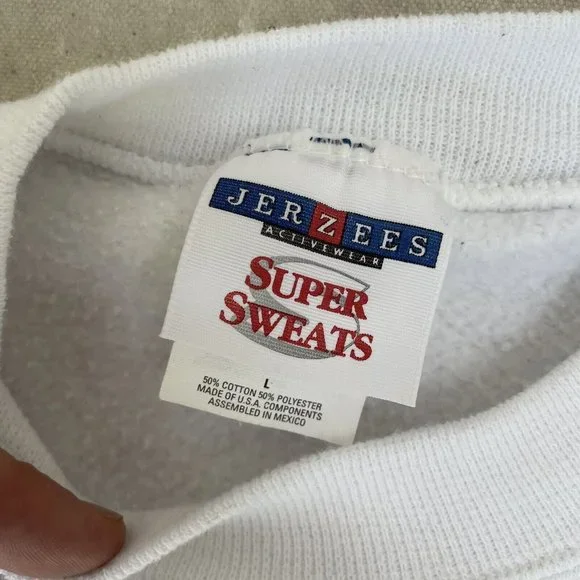 JERZEES
ACTIVEWEAR
SUPER
SWEATS
L
50% COTTON 50% POLYESTER
MADE OF U.S.A. COMPONENTS
ASSEMBLED IN MEXICO